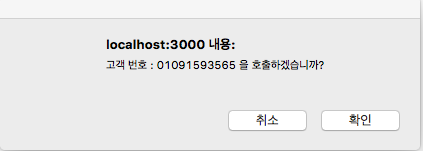 localhost:3000 내용:
고객 번호 : 01091593565 을 호출하겠습니까?
취소 확인